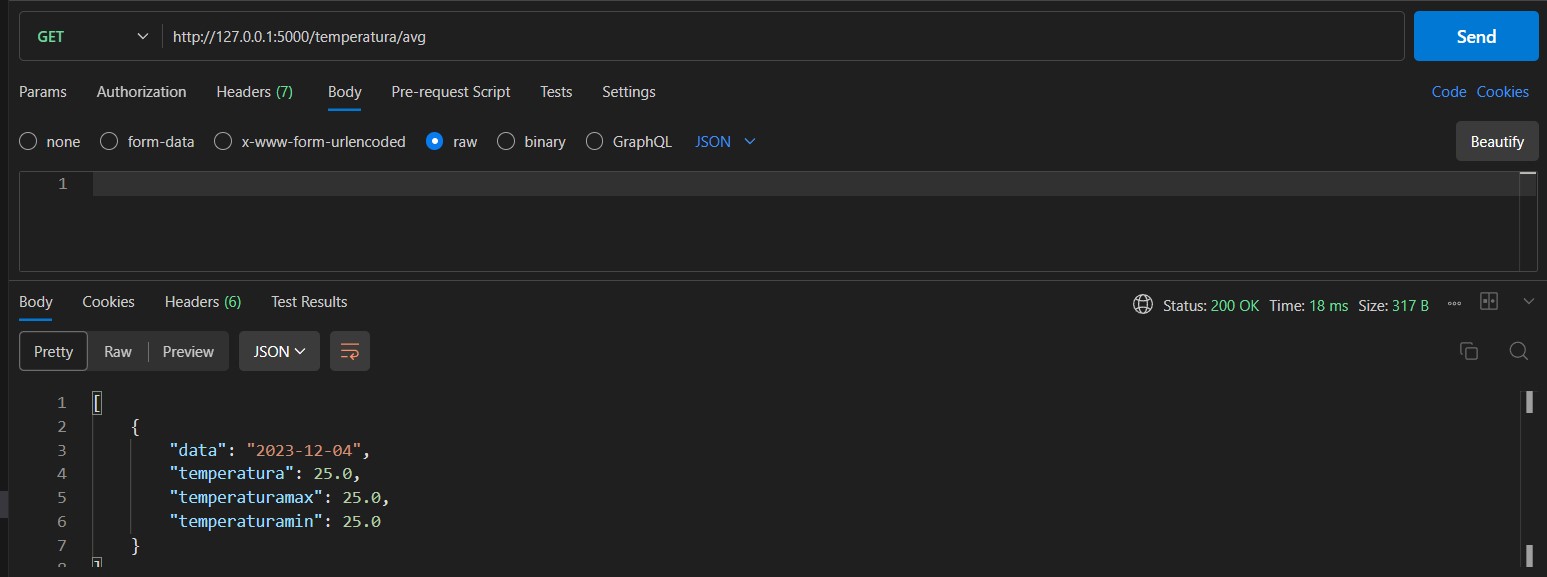 GET http://127.0.0.1:5000/temperatura/avg Send
Params Authorization Headers (7) Body Pre-request Script Tests Settings Code Cookies
none form-data x-www-form-urlencoded raw binary GraphQL JSON Beautify
1
Body Cookies Headers (6) Test Results Status: 200 OK Time: 18 ms Size: 317 B
Pretty Raw Preview JSON
1 [
2 {
3 "data": "2023-12-04",
4 "temperatura": 25.0,
5 "temperaturamax": 25.0,
6 "temperaturamin": 25.0
7 }
8 ]